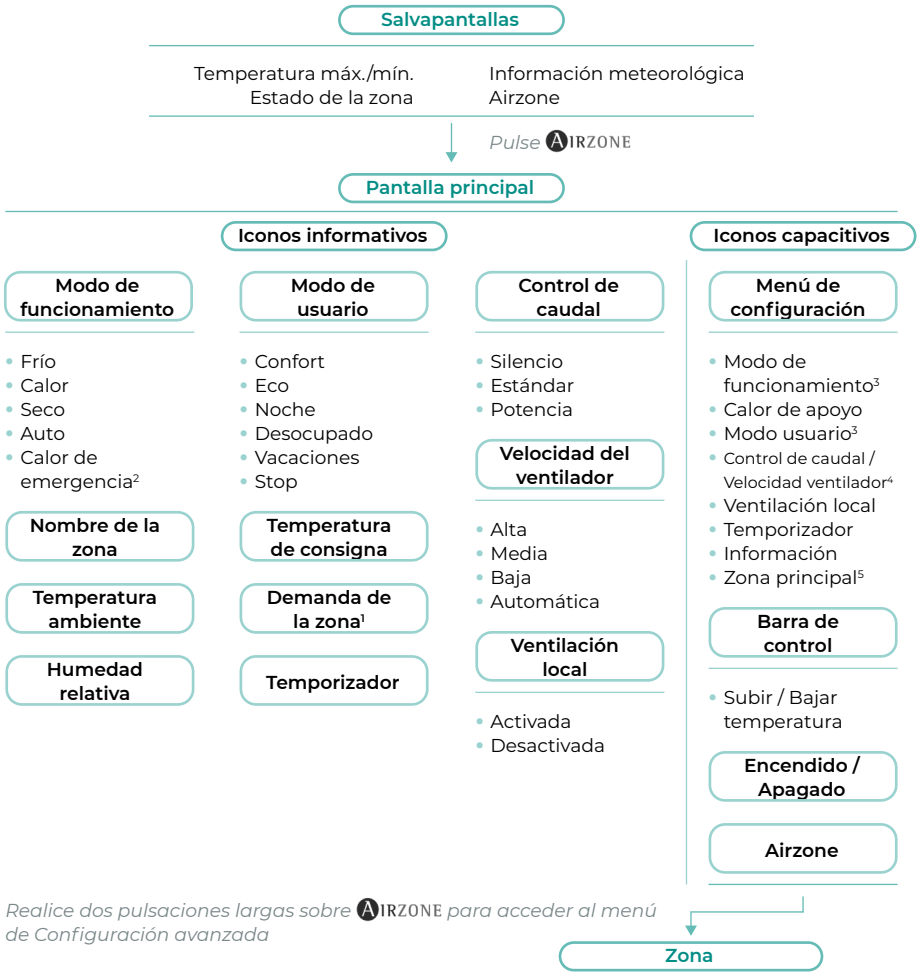 Salvapantallas
Temperatura máx./mín.
Estado de la zona
Información meteorológica
Airzone
Pulse AIRZONE
Pantalla principal
Iconos informativos
Modo de
funcionamiento
• Frío
• Calor
• Seco
• Auto
• Calor de
emergencia²
Nombre de la
zona
Temperatura
ambiente
Humedad
relativa
Modo de
usuario
• Confort
• Eco
• Noche
• Desocupado
• Vacaciones
• Stop
Temperatura
de consigna
Demanda de
la zona¹
Temporizador
Control de
caudal
• Silencio
• Estándar
• Potencia
Velocidad del
ventilador
• Alta
• Media
• Baja
• Automática
Ventilación
local
• Activada
• Desactivada
Iconos capacitivos
Menú de
configuración
• Modo de
funcionamiento³
• Calor de apoyo
• Modo usuario³
• Control de caudal /
Velocidad ventilador⁴
• Ventilación local
• Temporizador
• Información
• Zona principal⁵
Barra de
control
• Subir / Bajar
temperatura
Encendido /
Apagado
Airzone
Realice dos pulsaciones largas sobre AIRZONE para acceder al menú
de Configuración avanzada
Zona